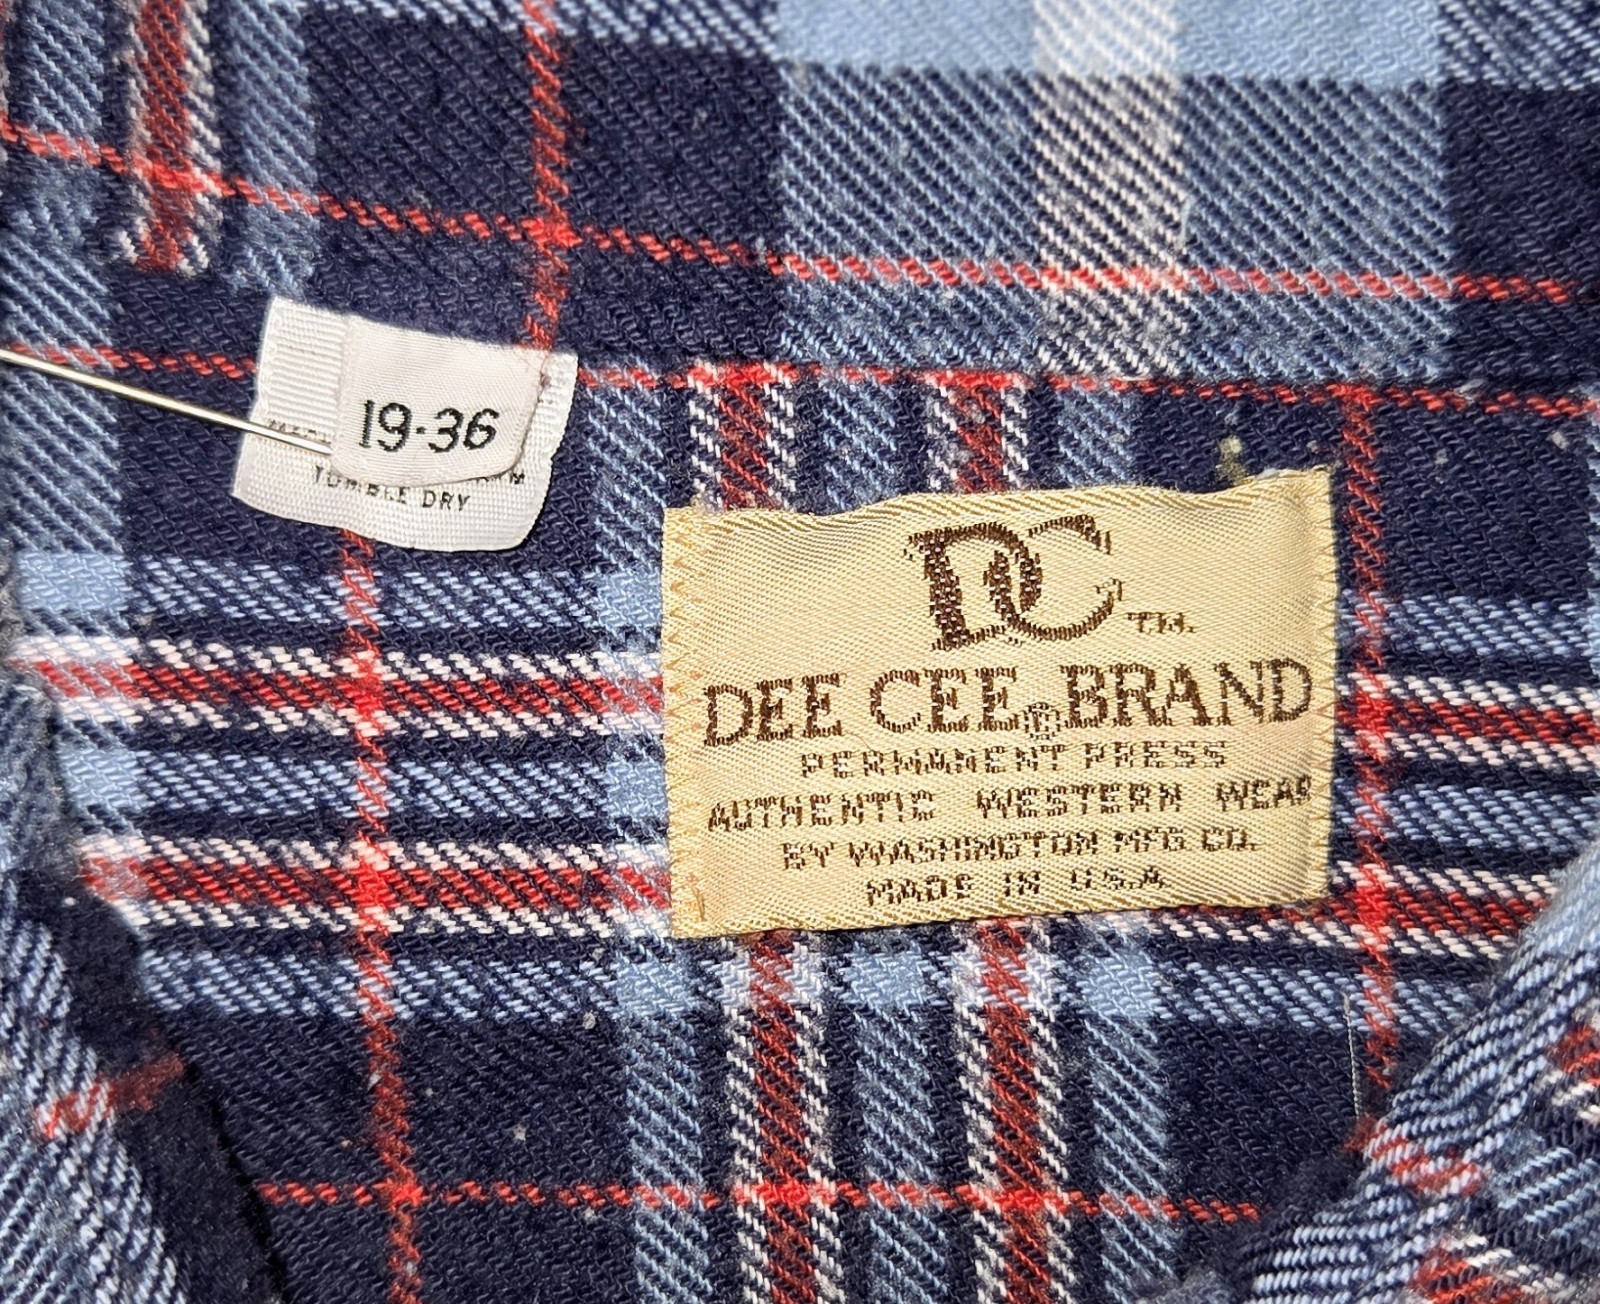 19-36
TUMBLE DRY
DC T.M.
DEE CEE ® BRAND
PERMANENT PRESS
AUTHENTIC WESTERN WEAR
BY WASHINGTON MFG CO.
MADE IN U.S.A.